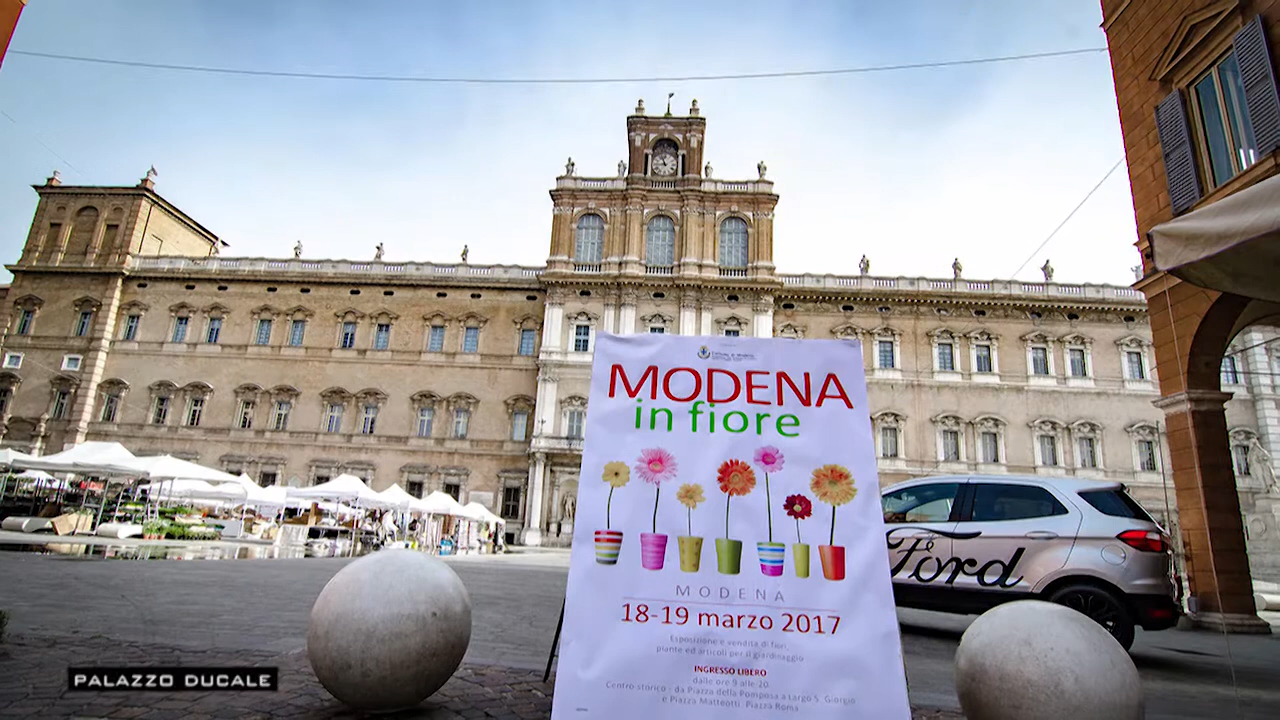 MODENA
in fiore
MODENA
18-19 marzo 2017
Esposizione e vendita di fiori,
piante ed articoli per il giardinaggio
INGRESSO LIBERO
dalle ore 9 alle 20
Centro storico - da Piazza della Pomposa a Largo S. Giorgio
e Piazza Matteotti Piazza Roma
Ford
PALAZZO DUCALE